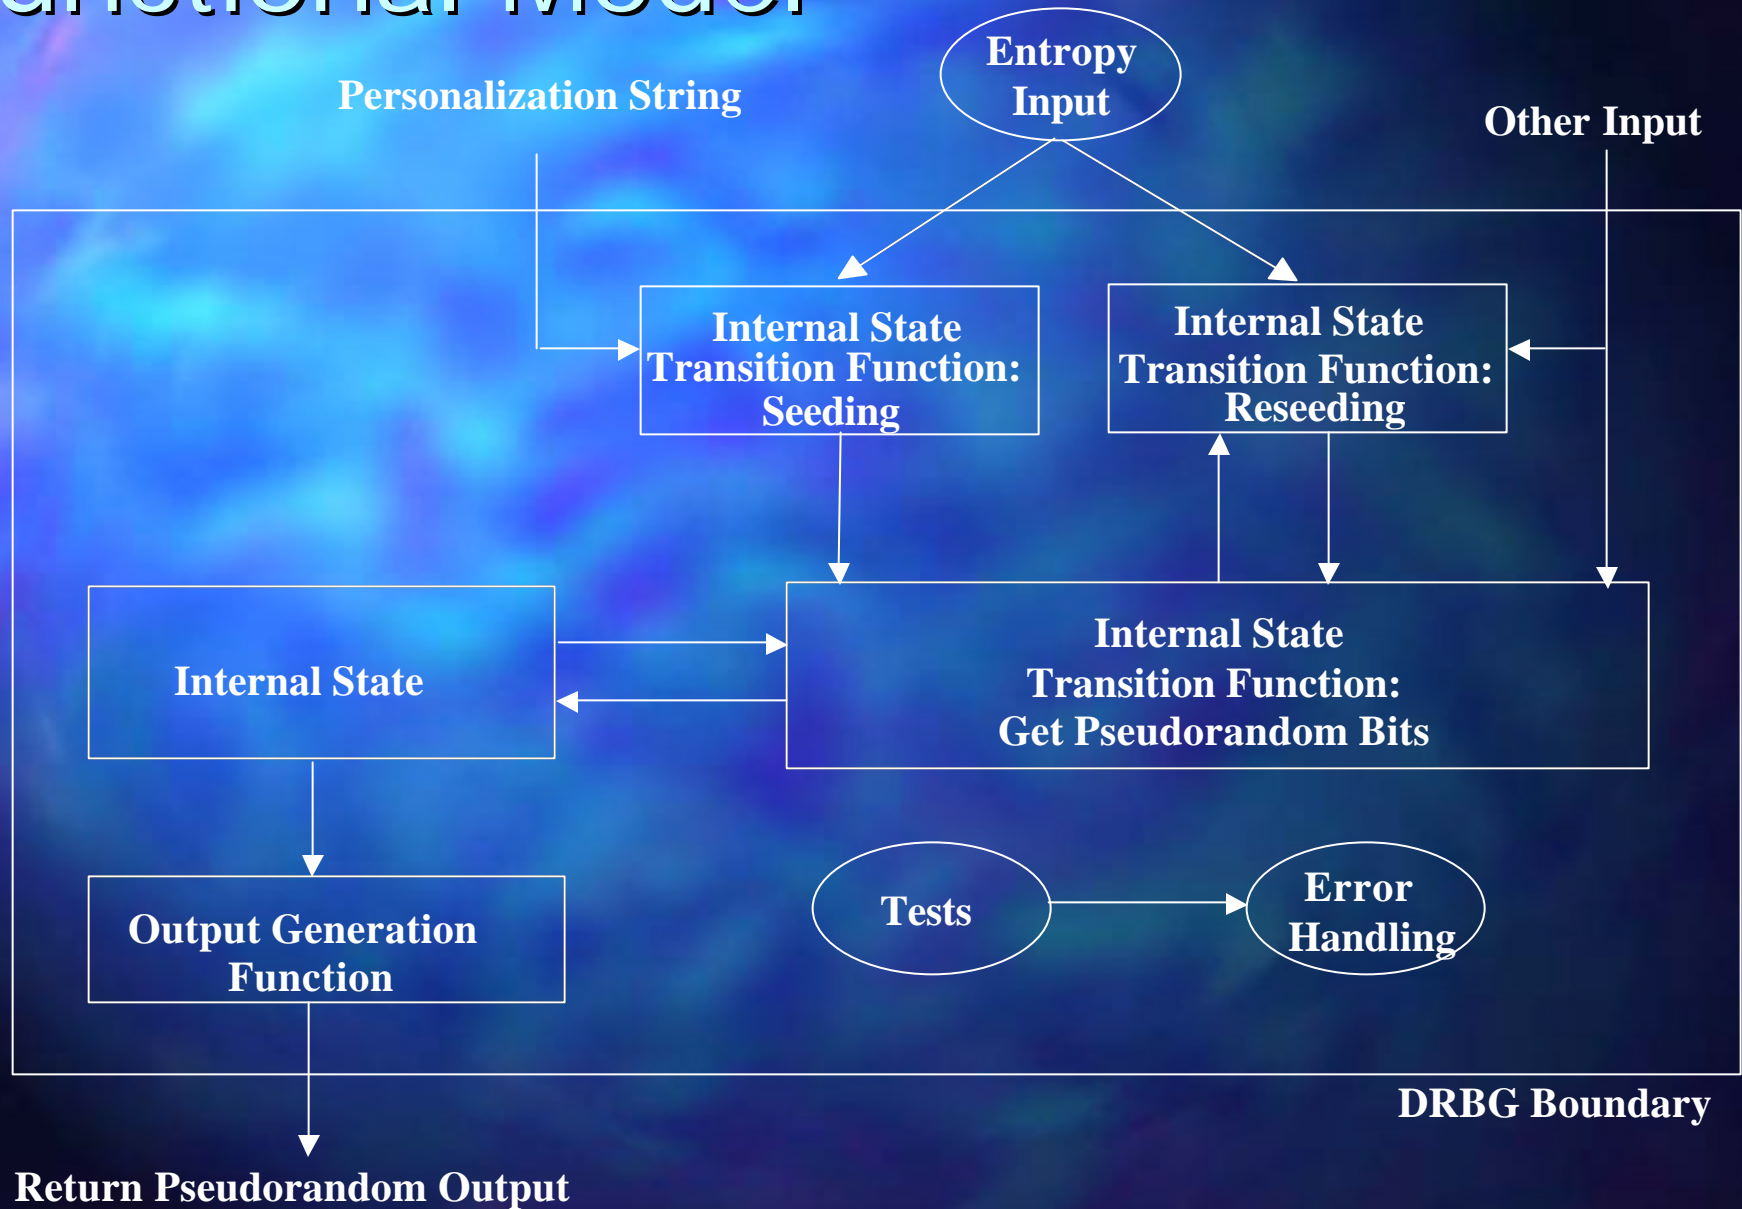 Model
Entropy
Input
Personalization String
Other Input
Internal State
Transition Function:
Seeding
Internal State
Transition Function:
Reseeding
Internal State
Internal State
Transition Function:
Get Pseudorandom Bits
Output Generation
Function
Tests
Error
Handling
DRBG Boundary
Return Pseudorandom Output